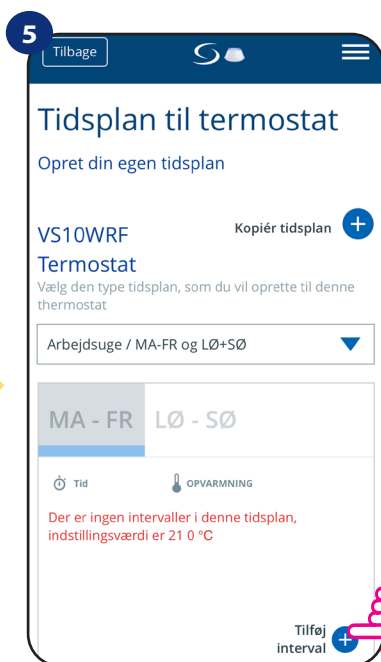 5
Tilbage
Tidsplan til termostat
Opret din egen tidsplan
Kopiér tidsplan
VS10WRF
Termostat
Vælg den type tidsplan, som du vil oprette til denne
thermostat
Arbejdsuge / MA-FR og LØ+SØ
MA - FR LØ - SØ
Tid OPVARMNING
Der er ingen intervaller i denne tidsplan,
indstillingsværdi er 21 0 °C
Tilføj
interval